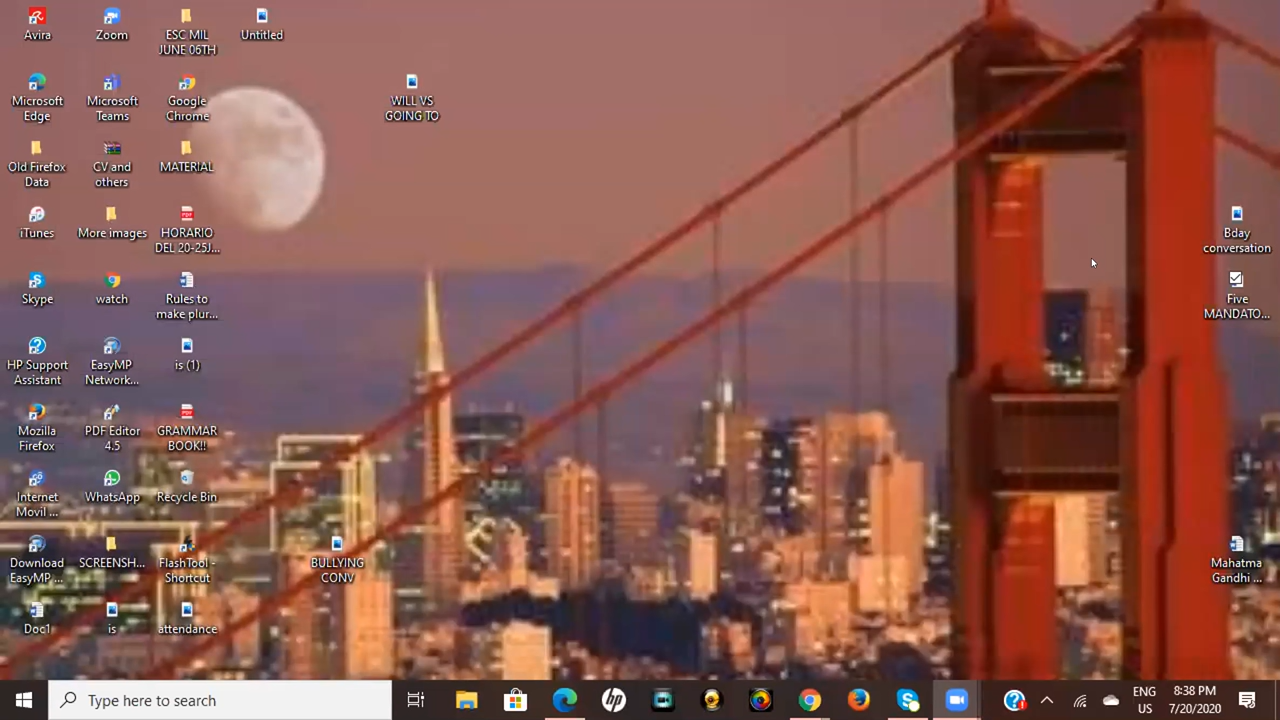 Avira
Zoom
ESC MIL
JUNE 06TH
Untitled
Microsoft
Edge
Microsoft
Teams
Google
Chrome
WILL VS
GOING TO
Old Firefox
Data
CV and
others
MATERIAL
iTunes
More images
HORARIO
DEL 20-25J...
Bday
conversation
Skype
watch
Rules to
make plur...
Five
MANDATO...
HP Support
Assistant
EasyMP
Network...
is (1)
Mozilla
Firefox
PDF Editor
4.5
GRAMMAR
BOOK!!
Internet
Movil ...
WhatsApp
Recycle Bin
Download
EasyMP ...
SCREENSH...
FlashTool -
Shortcut
BULLYING
CONV
Mahatma
Gandhi ...
Doc1
is
attendance
Type here to search
ENG
US
8:38 PM
7/20/2020